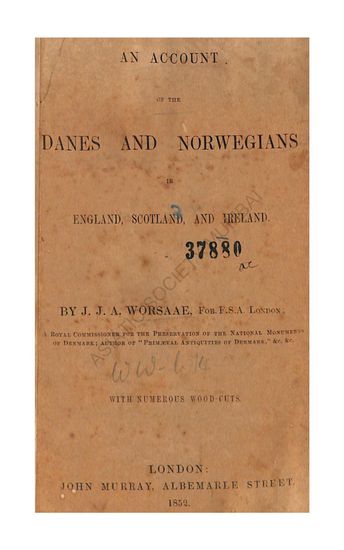 AN ACCOUNT
OF THE
DANES AND NORWEGIANS
IN
ENGLAND, SCOTLAND, AND IRELAND.
37880
BY J. J. A. WORSAAE, FOR. F.S.A. LONDON;
A ROYAL COMMISSIONER FOR THE PRESERVATION OF THE NATIONAL MONUMENTS
OF DENMARK; AUTHOR OF "PRIMÆVAL ANTIQUITIES OF DENMARK," &c. &c.
WITH NUMEROUS WOOD-CUTS.
LONDON:
JOHN MURRAY, ALBEMARLE STREET.
1852.